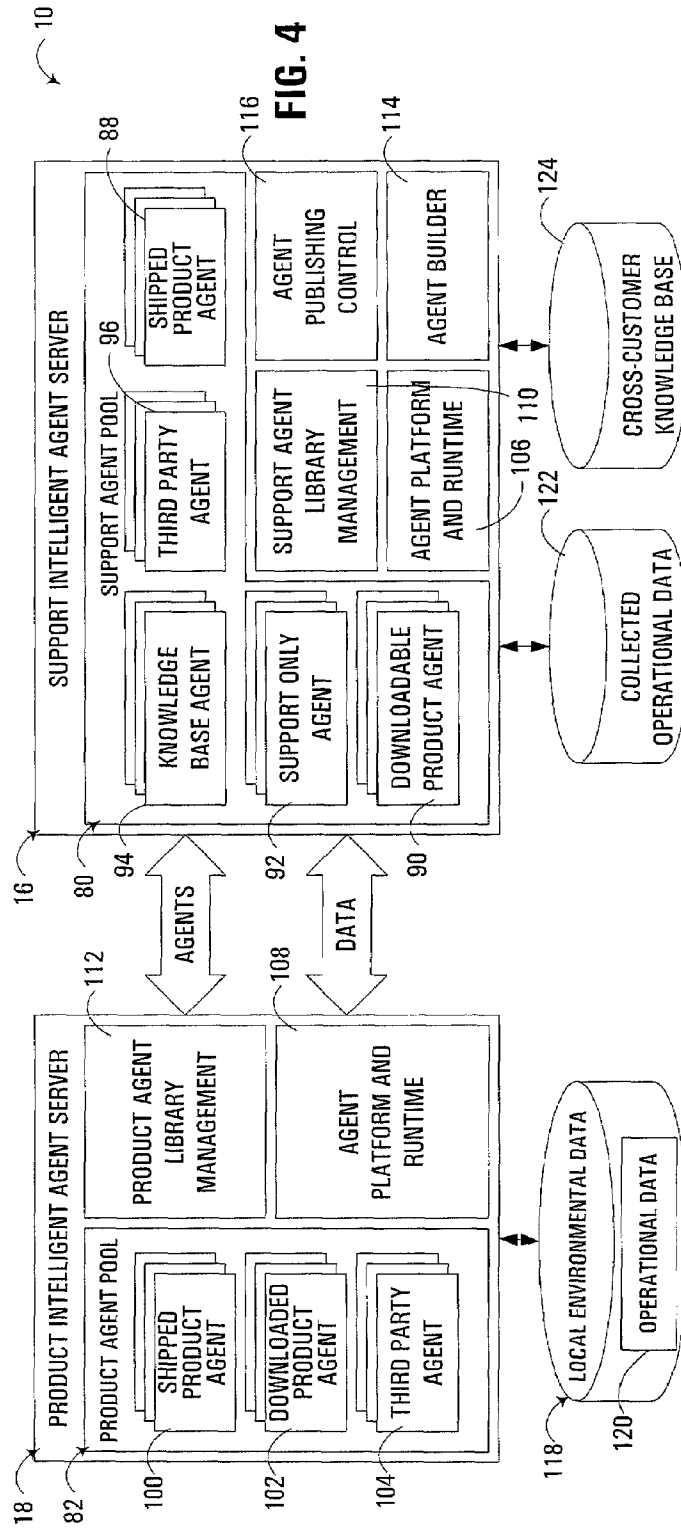 10
FIG. 4
18
PRODUCT INTELLIGENT AGENT SERVER
82
PRODUCT AGENT POOL
SHIPPED
PRODUCT
AGENT
100
DOWNLOADED
PRODUCT
AGENT
102
THIRD PARTY
AGENT
104
PRODUCT AGENT
LIBRARY
MANAGEMENT
112
AGENT
PLATFORM AND
RUNTIME
108
LOCAL ENVIRONMENTAL DATA
118
OPERATIONAL DATA
120
AGENTS
DATA
16
SUPPORT INTELLIGENT AGENT SERVER
80
SUPPORT AGENT POOL
KNOWLEDGE
BASE AGENT
94
THIRD PARTY
AGENT
96
SHIPPED
PRODUCT
AGENT
88
SUPPORT ONLY
AGENT
92
DOWNLOADABLE
PRODUCT AGENT
90
SUPPORT AGENT
LIBRARY
MANAGEMENT
110
AGENT
PUBLISHING
CONTROL
116
AGENT PLATFORM
AND RUNTIME
106
AGENT BUILDER
114
COLLECTED
OPERATIONAL DATA
122
CROSS-CUSTOMER
KNOWLEDGE BASE
124